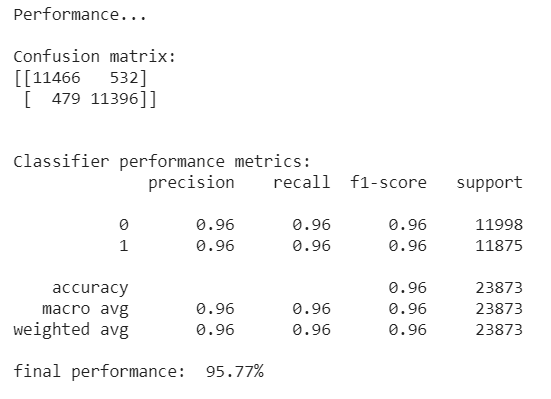 Performance...
Confusion matrix:
[[11466   532]
 [  479 11396]]
Classifier performance metrics:
              precision    recall  f1-score   support
           0       0.96      0.96      0.96     11998
           1       0.96      0.96      0.96     11875
    accuracy                           0.96     23873
   macro avg       0.96      0.96      0.96     23873
weighted avg       0.96      0.96      0.96     23873
final performance:  95.77%